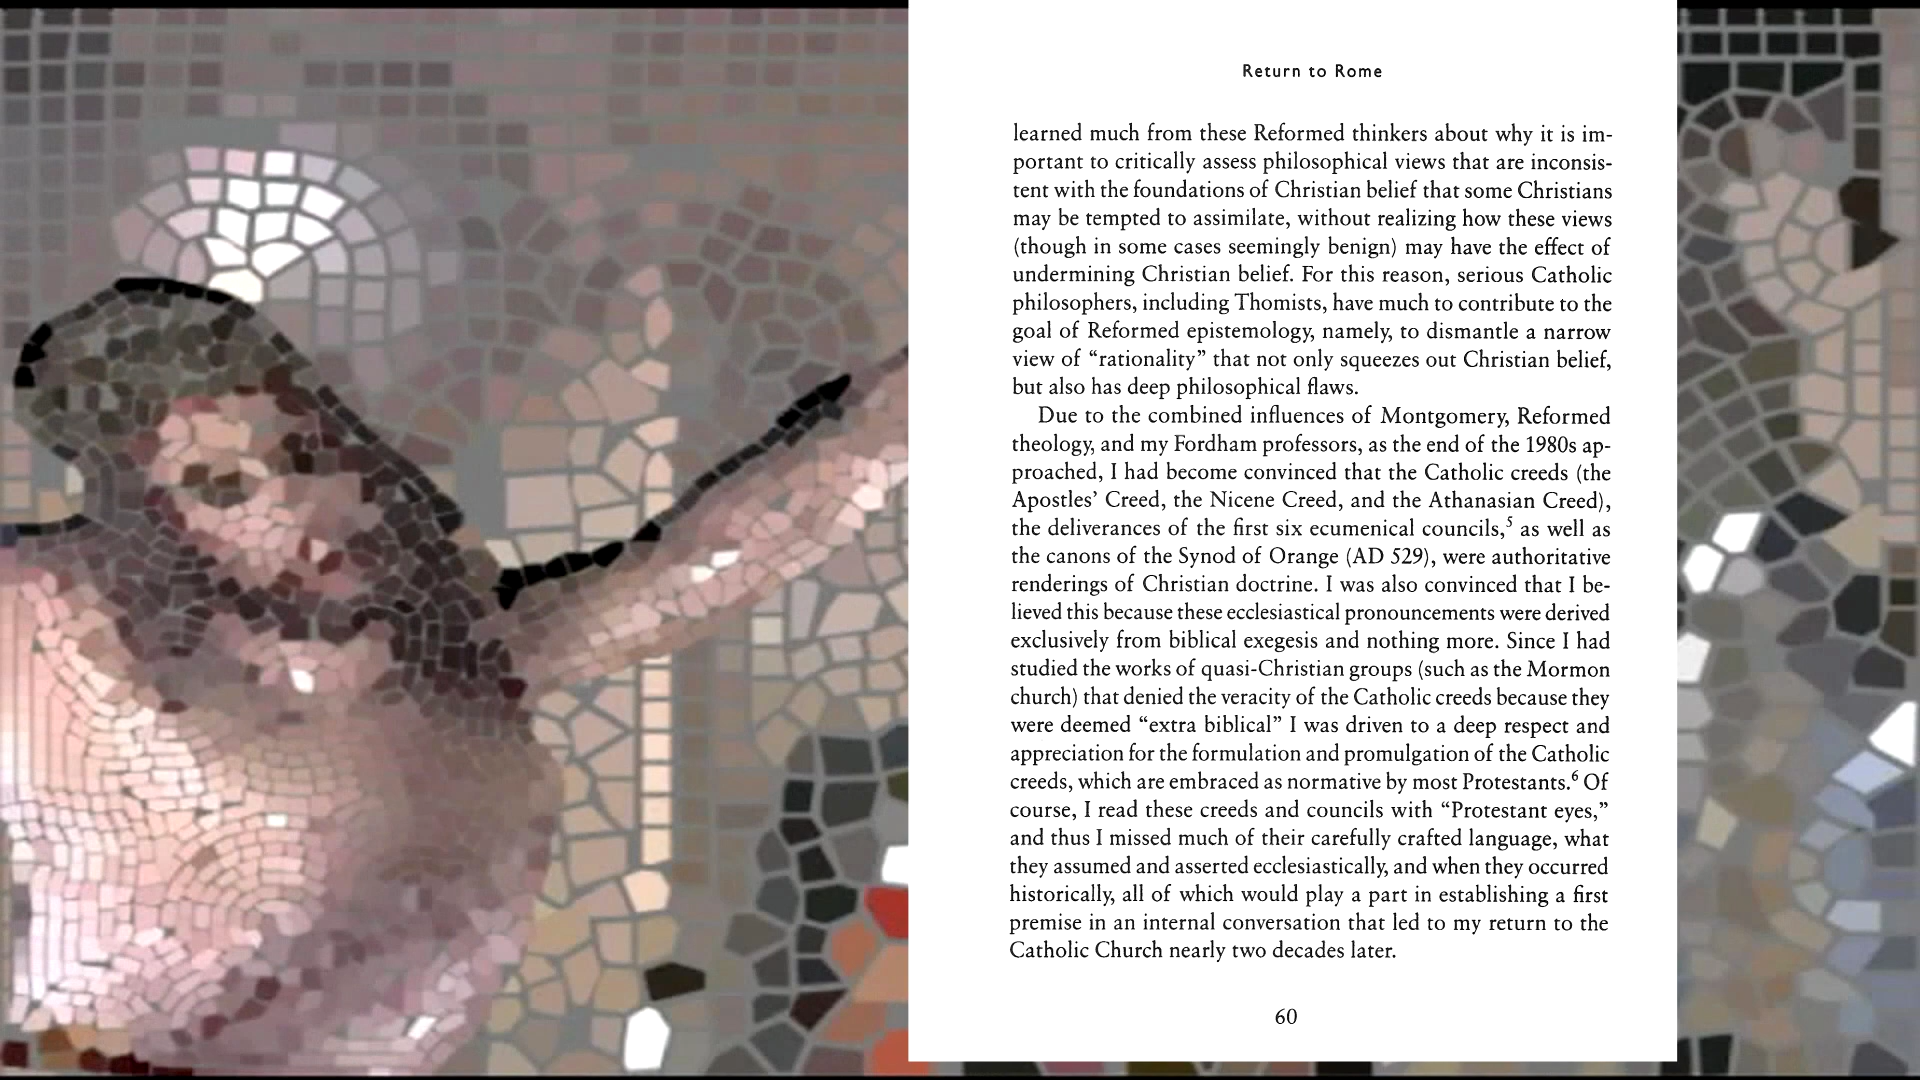 Return to Rome
learned much from these Reformed thinkers about why it is im-
portant to critically assess philosophical views that are inconsis-
tent with the foundations of Christian belief that some Christians
may be tempted to assimilate, without realizing how these views
(though in some cases seemingly benign) may have the effect of
undermining Christian belief. For this reason, serious Catholic
philosophers, including Thomists, have much to contribute to the
goal of Reformed epistemology, namely, to dismantle a narrow
view of “rationality” that not only squeezes out Christian belief,
but also has deep philosophical flaws.
Due to the combined influences of Montgomery, Reformed
theology, and my Fordham professors, as the end of the 1980s ap-
proached, I had become convinced that the Catholic creeds (the
Apostles’ Creed, the Nicene Creed, and the Athanasian Creed),
the deliverances of the first six ecumenical councils,⁵ as well as
the canons of the Synod of Orange (AD 529), were authoritative
renderings of Christian doctrine. I was also convinced that I be-
lieved this because these ecclesiastical pronouncements were derived
exclusively from biblical exegesis and nothing more. Since I had
studied the works of quasi-Christian groups (such as the Mormon
church) that denied the veracity of the Catholic creeds because they
were deemed “extra biblical” I was driven to a deep respect and
appreciation for the formulation and promulgation of the Catholic
creeds, which are embraced as normative by most Protestants.⁶ Of
course, I read these creeds and councils with “Protestant eyes,”
and thus I missed much of their carefully crafted language, what
they assumed and asserted ecclesiastically, and when they occurred
historically, all of which would play a part in establishing a first
premise in an internal conversation that led to my return to the
Catholic Church nearly two decades later.
60